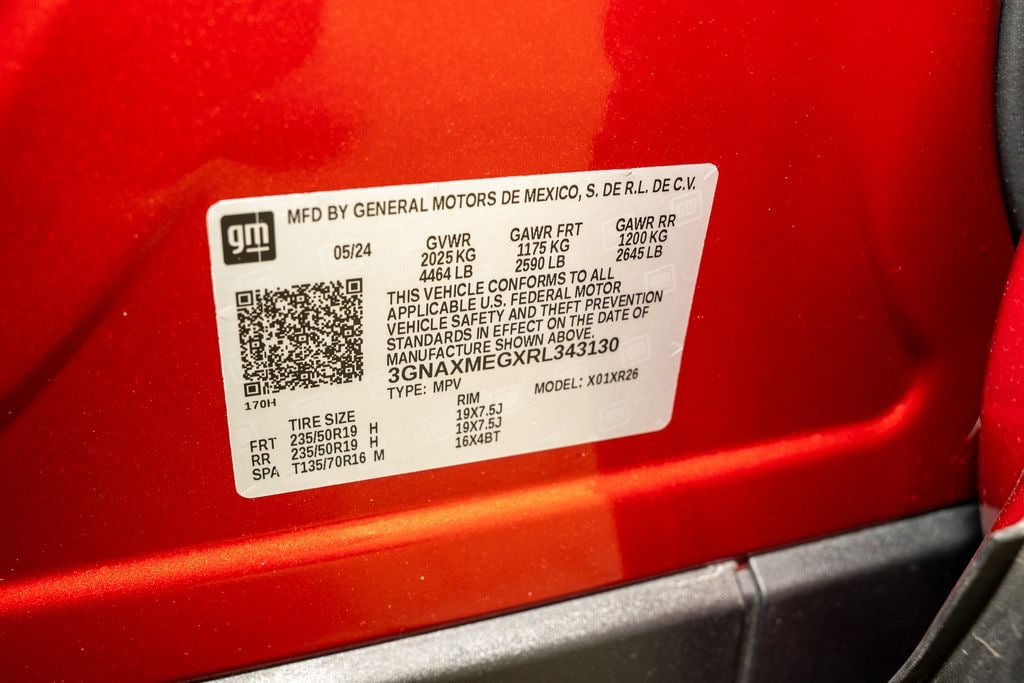 gm
MFD BY GENERAL MOTORS DE MEXICO, S. DE R.L. DE C.V.
05/24 GVWR GAWR FRT GAWR RR
2025 KG 1175 KG 1200 KG
4464 LB 2590 LB 2645 LB
THIS VEHICLE CONFORMS TO ALL
APPLICABLE U.S. FEDERAL MOTOR
VEHICLE SAFETY AND THEFT PREVENTION
STANDARDS IN EFFECT ON THE DATE OF
MANUFACTURE SHOWN ABOVE.
3GNAXMEGXRL343130
TYPE: MPV MODEL: X01XR26
170H
TIRE SIZE RIM
FRT 235/50R19 H 19X7.5J
RR 235/50R19 H 19X7.5J
SPA T135/70R16 M 16X4BT